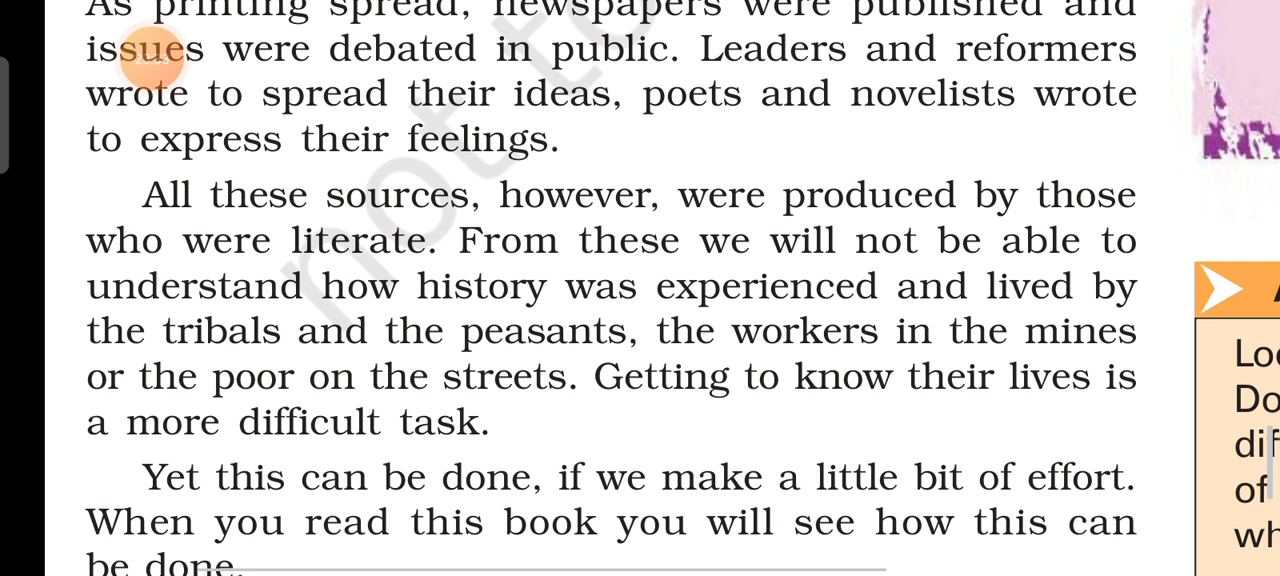 As printing spread, newspapers were published and
issues were debated in public. Leaders and reformers
wrote to spread their ideas, poets and novelists wrote
to express their feelings.
All these sources, however, were produced by those
who were literate. From these we will not be able to
understand how history was experienced and lived by
the tribals and the peasants, the workers in the mines
or the poor on the streets. Getting to know their lives is
a more difficult task.
Yet this can be done, if we make a little bit of effort.
When you read this book you will see how this can
be done.
not to
Do
of